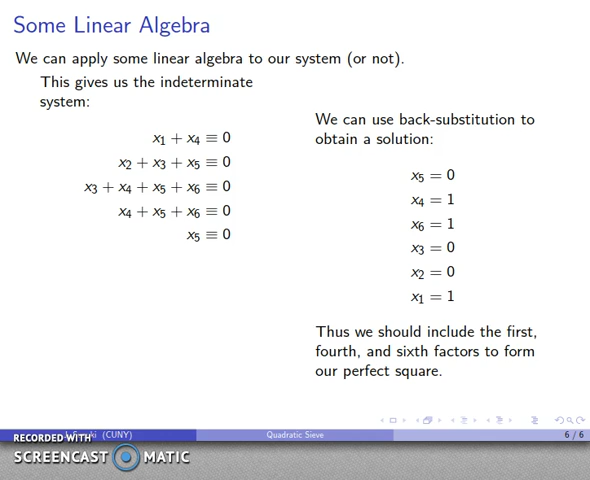 Some Linear Algebra
We can apply some linear algebra to our system (or not).
This gives us the indeterminate
system:
x₁ + x₄ ≡ 0
x₂ + x₃ + x₅ ≡ 0
x₃ + x₄ + x₅ + x₆ ≡ 0
x₄ + x₅ + x₆ ≡ 0
x₅ ≡ 0
We can use back-substitution to
obtain a solution:
x₅ = 0
x₄ = 1
x₆ = 1
x₃ = 0
x₂ = 0
x₁ = 1
Thus we should include the first,
fourth, and sixth factors to form
our perfect square.
(CUNY)
Quadratic Sieve
6 / 6
RECORDED WITH
SCREENCAST MATIC